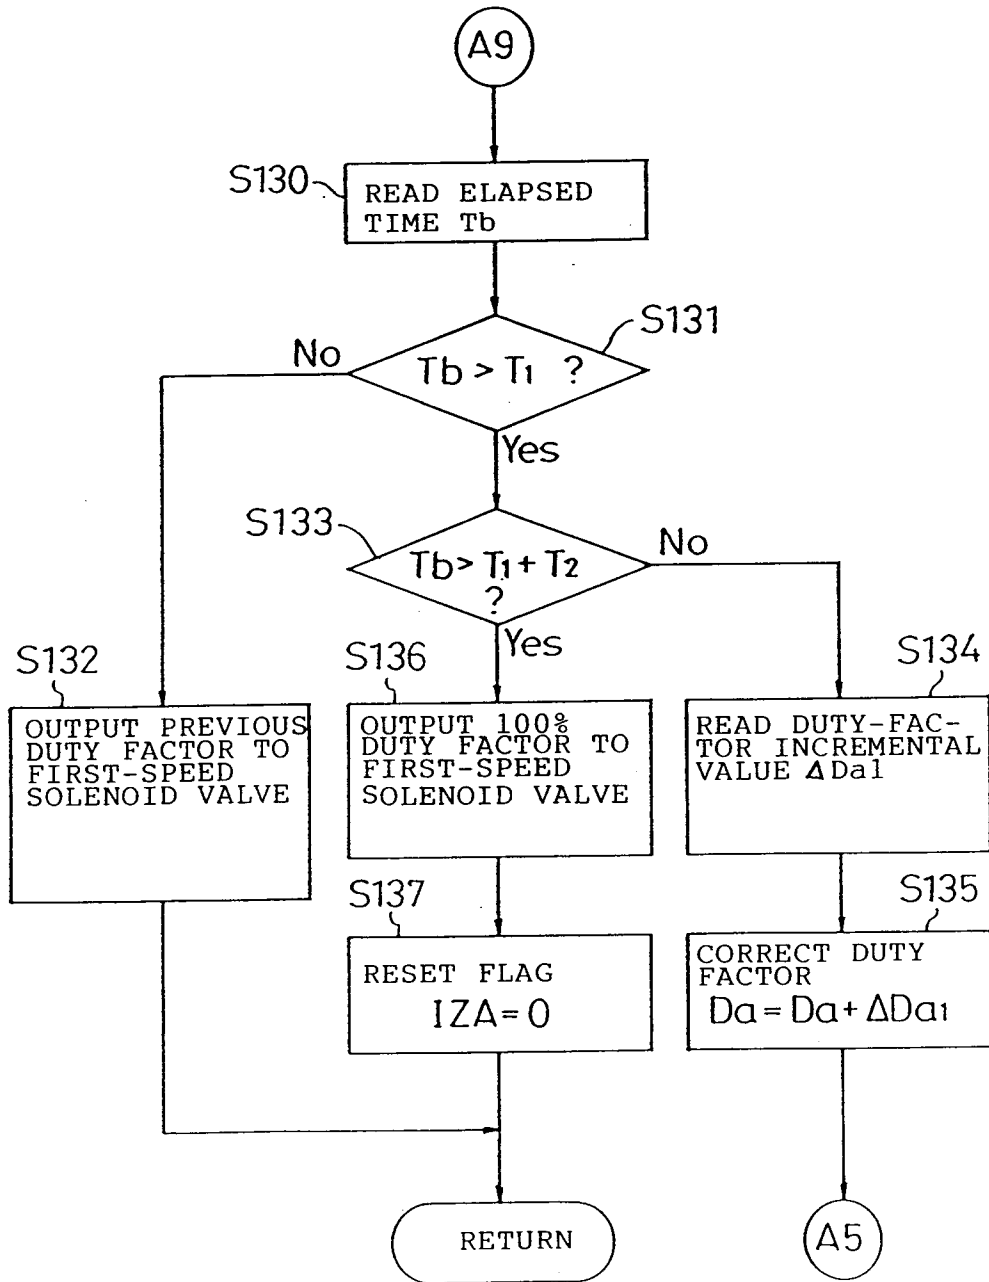 A9
S130
READ ELAPSED
TIME Tb
S131
No
Tb > T1 ?
Yes
S133
No
Tb > T1 + T2
?
Yes
S132
OUTPUT PREVIOUS
DUTY FACTOR TO
FIRST-SPEED
SOLENOID VALVE
S136
OUTPUT 100%
DUTY FACTOR TO
FIRST-SPEED
SOLENOID VALVE
S134
READ DUTY-FAC-
TOR INCREMENTAL
VALUE ΔDa1
S137
RESET FLAG
IZA = 0
S135
CORRECT DUTY
FACTOR
Da = Da + ΔDa1
RETURN
A5